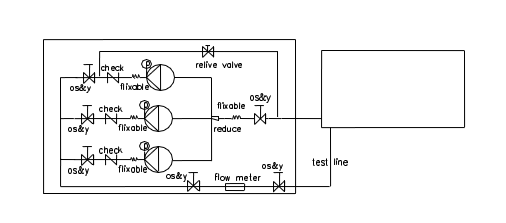 relive valve
check
os&y
flixable
flixable
os&y
check
os&y
flixable
reduce
check
os&y
flixable
test line
os&y
flow meter
os&y